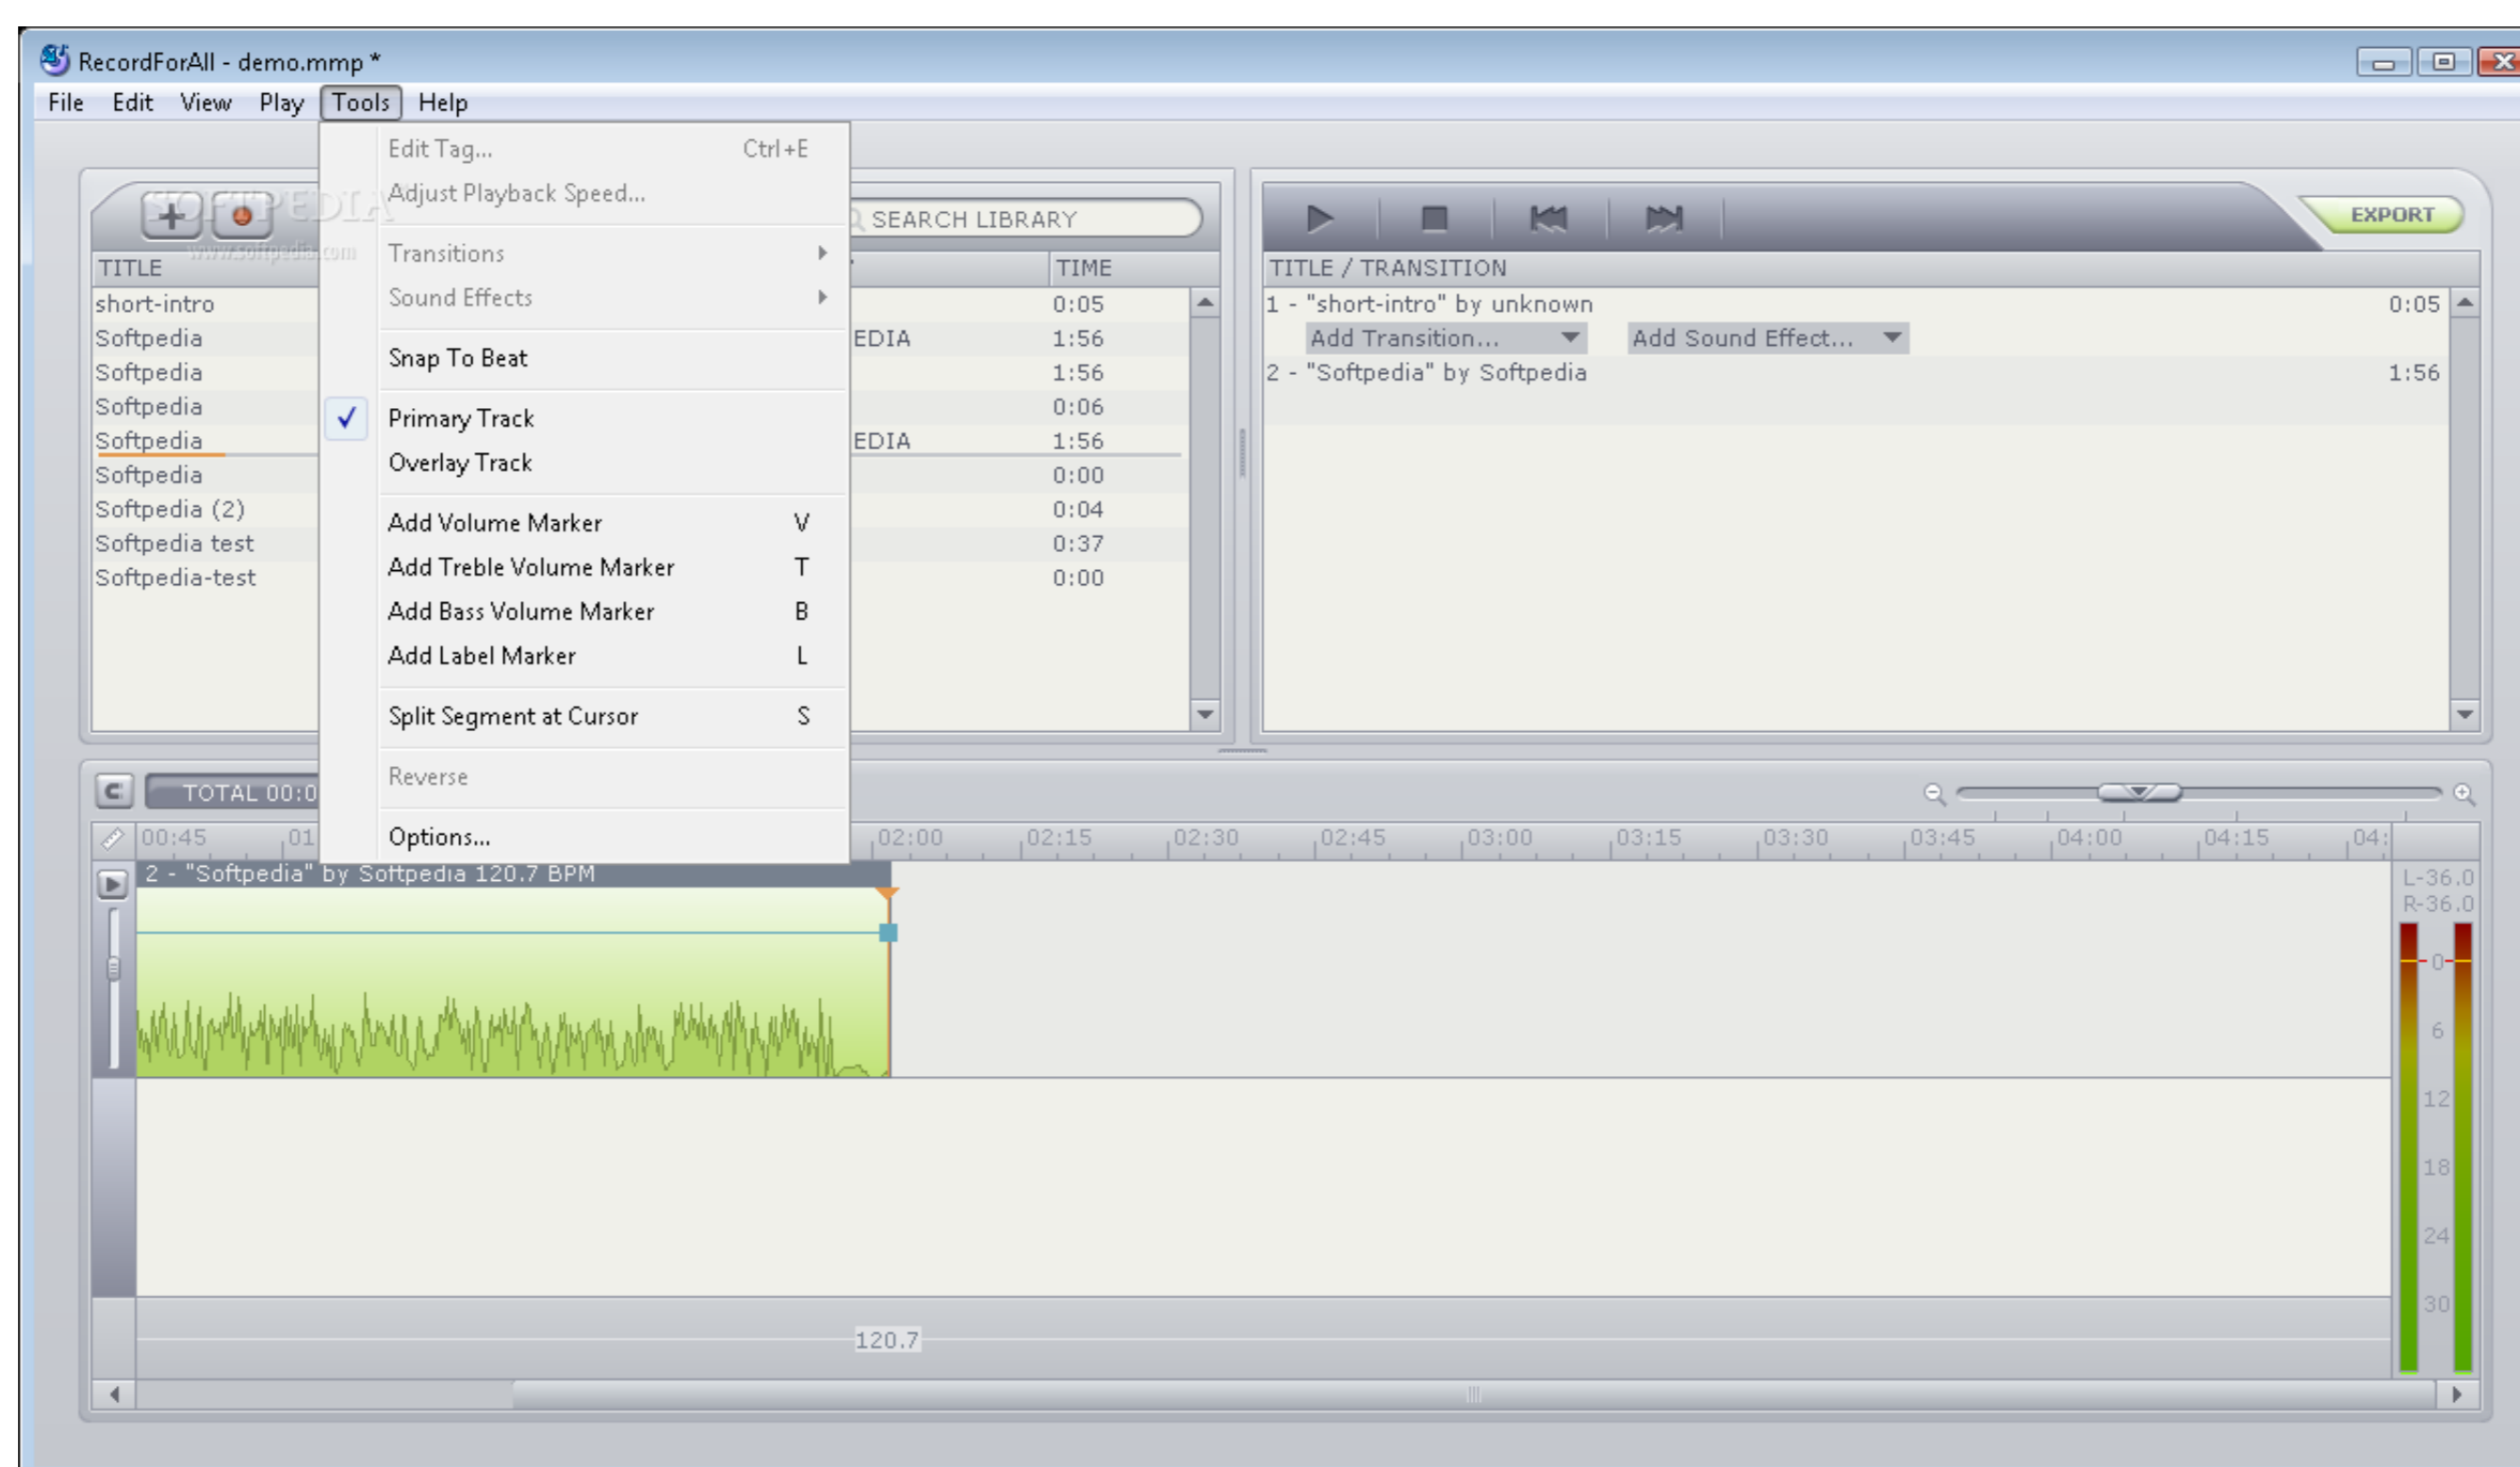 RecordForAll - demo.mmp *
File Edit View Play Tools Help
Edit Tag... Ctrl+E
Adjust Playback Speed...
Transitions
Sound Effects
Snap To Beat
Primary Track
Overlay Track
Add Volume Marker V
Add Treble Volume Marker T
Add Bass Volume Marker B
Add Label Marker L
Split Segment at Cursor S
Reverse
Options...
SOFTPEDIA
www.softpedia.com
SEARCH LIBRARY
TITLE TIME
short-intro 0:05
Softpedia EDIA 1:56
Softpedia 1:56
Softpedia 0:06
Softpedia EDIA 1:56
Softpedia 0:00
Softpedia (2) 0:04
Softpedia test 0:37
Softpedia-test 0:00
EXPORT
TITLE / TRANSITION
1 - "short-intro" by unknown 0:05
Add Transition... Add Sound Effect...
2 - "Softpedia" by Softpedia 1:56
TOTAL 00:0
00:45 01 02:00 02:15 02:30 02:45 03:00 03:15 03:30 03:45 04:00 04:15 04:
2 - "Softpedia" by Softpedia 120.7 BPM
L-36.0
R-36.0
0
6
12
18
24
30
120.7